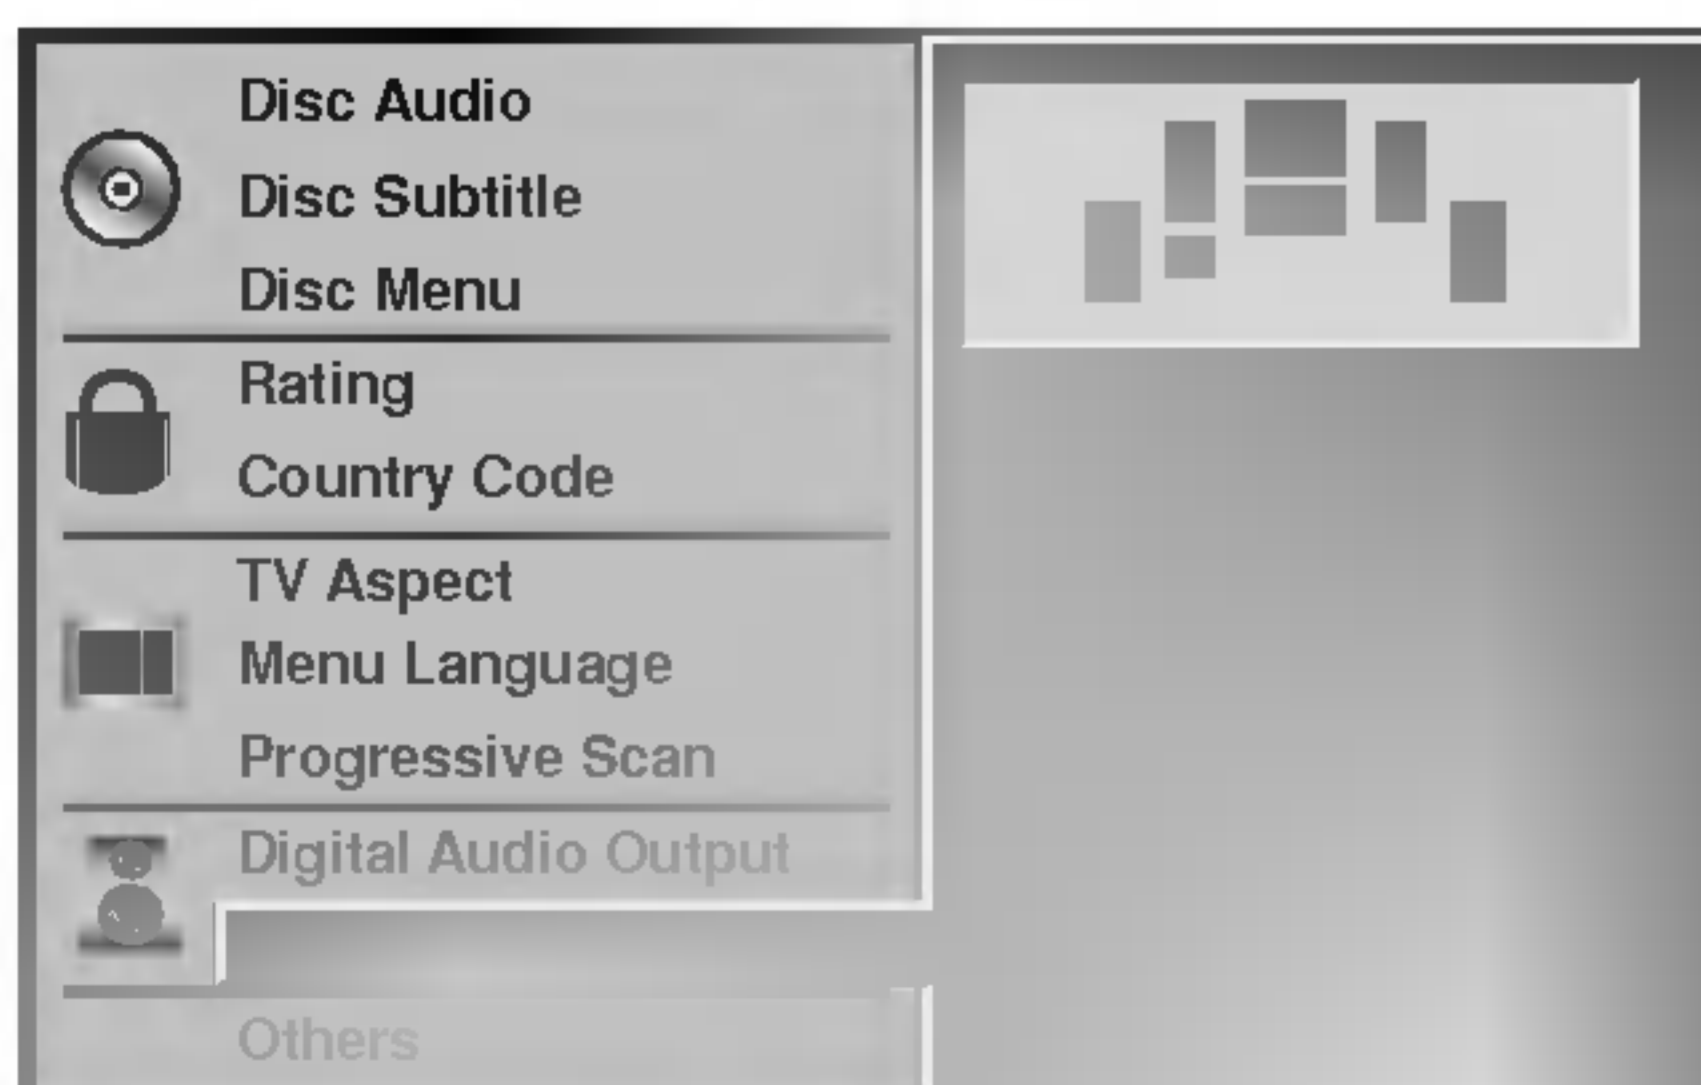 Disc Audio
Disc Subtitle
Disc Menu
Rating
Country Code
TV Aspect
Menu Language
Progressive Scan
Digital Audio Output
Others